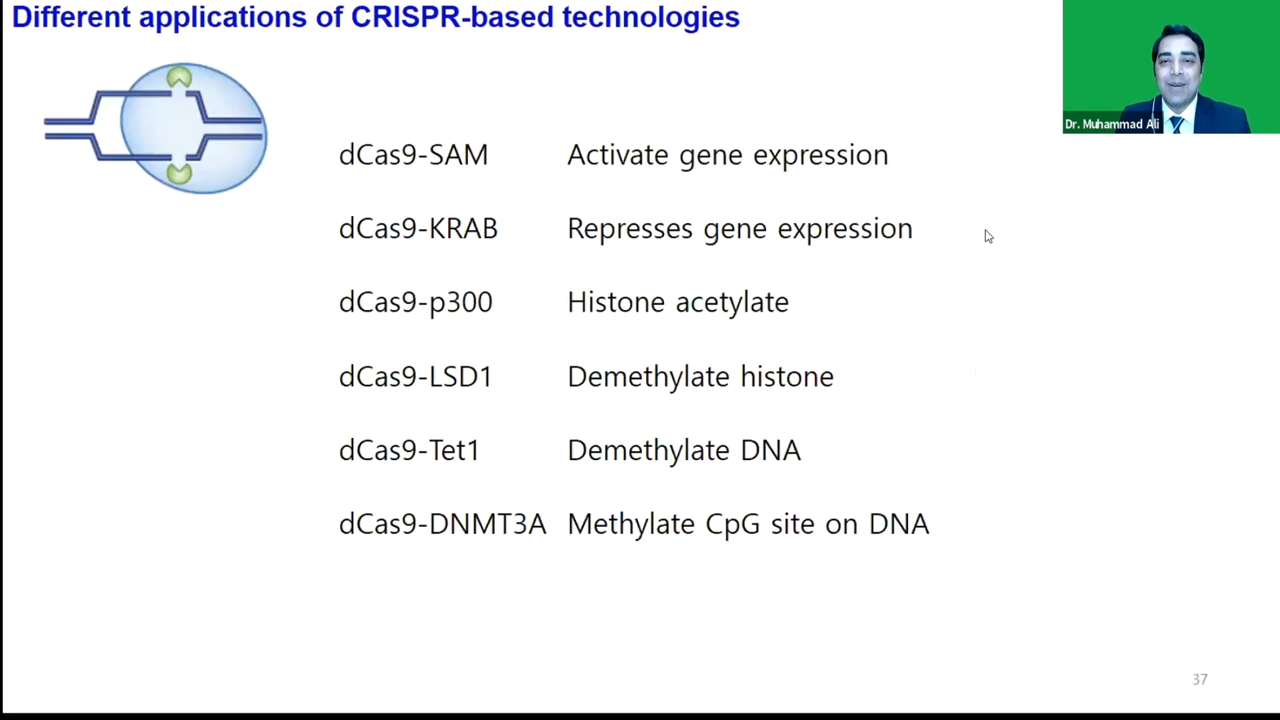 Different applications of CRISPR-based technologies
Dr. Muhammad Ali
dCas9-SAM Activate gene expression
dCas9-KRAB Represses gene expression
dCas9-p300 Histone acetylate
dCas9-LSD1 Demethylate histone
dCas9-Tet1 Demethylate DNA
dCas9-DNMT3A Methylate CpG site on DNA
37